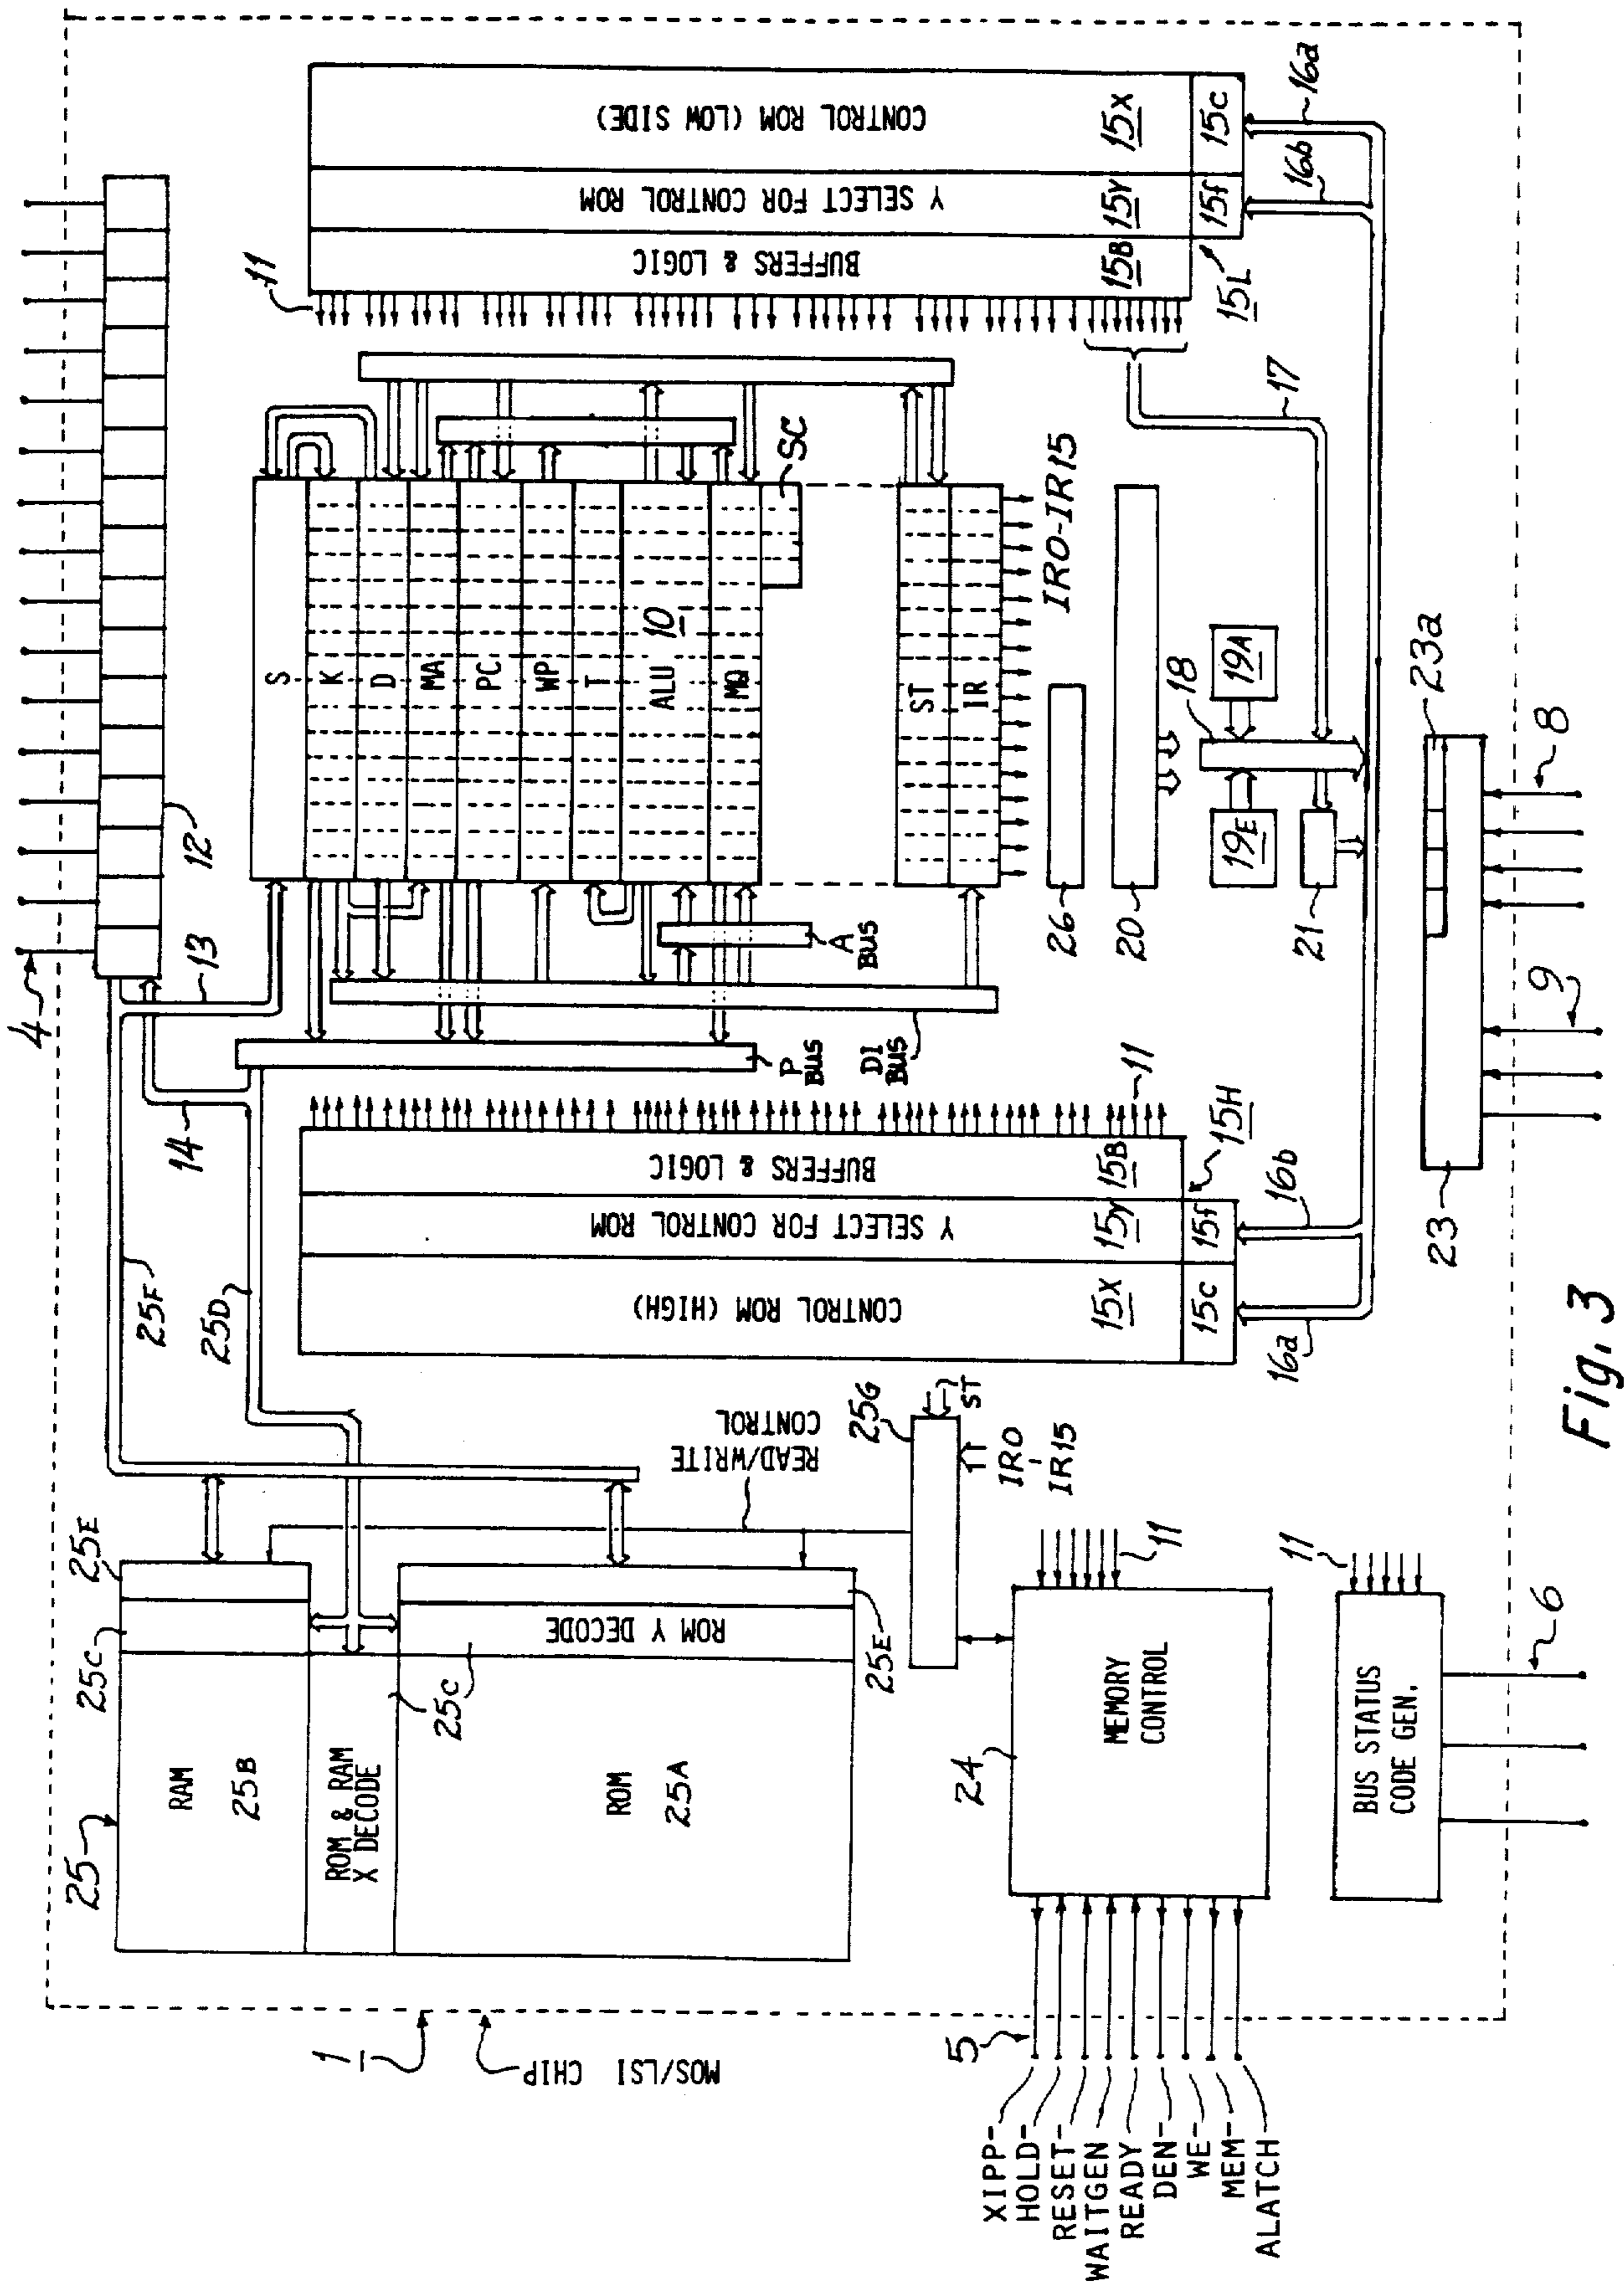 4
12
13
14
25F
25D
11
S
K
D
MA
PC
WP
T
ALU
10
MQ
SC
ST
IR
IR0-IR15
A
BUS
P
BUS
DI
BUS
CONTROL ROM (LOW SIDE)
15X
15C
Y SELECT FOR CONTROL ROM
15Y
15f
BUFFERS & LOGIC
15B
15L
16a
16b
17
26
20
18
19A
19E
21
23a
23
8
9
11
BUFFERS & LOGIC
15B
15H
Y SELECT FOR CONTROL ROM
15Y
15f
CONTROL ROM (HIGH)
15X
15C
16b
16a
25
25C
25E
RAM
25B
ROM & RAM
X DECODE
25C
ROM Y DECODE
ROM
25A
25E
READ/WRITE
CONTROL
25G
ST
IR0
-
IR15
11
24
MEMORY
CONTROL
11
BUS STATUS
CODE GEN.
6
1
MOS/LSI CHIP
5
XIPP-
HOLD-
RESET-
WAITGEN
READY
DEN-
WE-
MEM-
ALATCH
Fig. 3